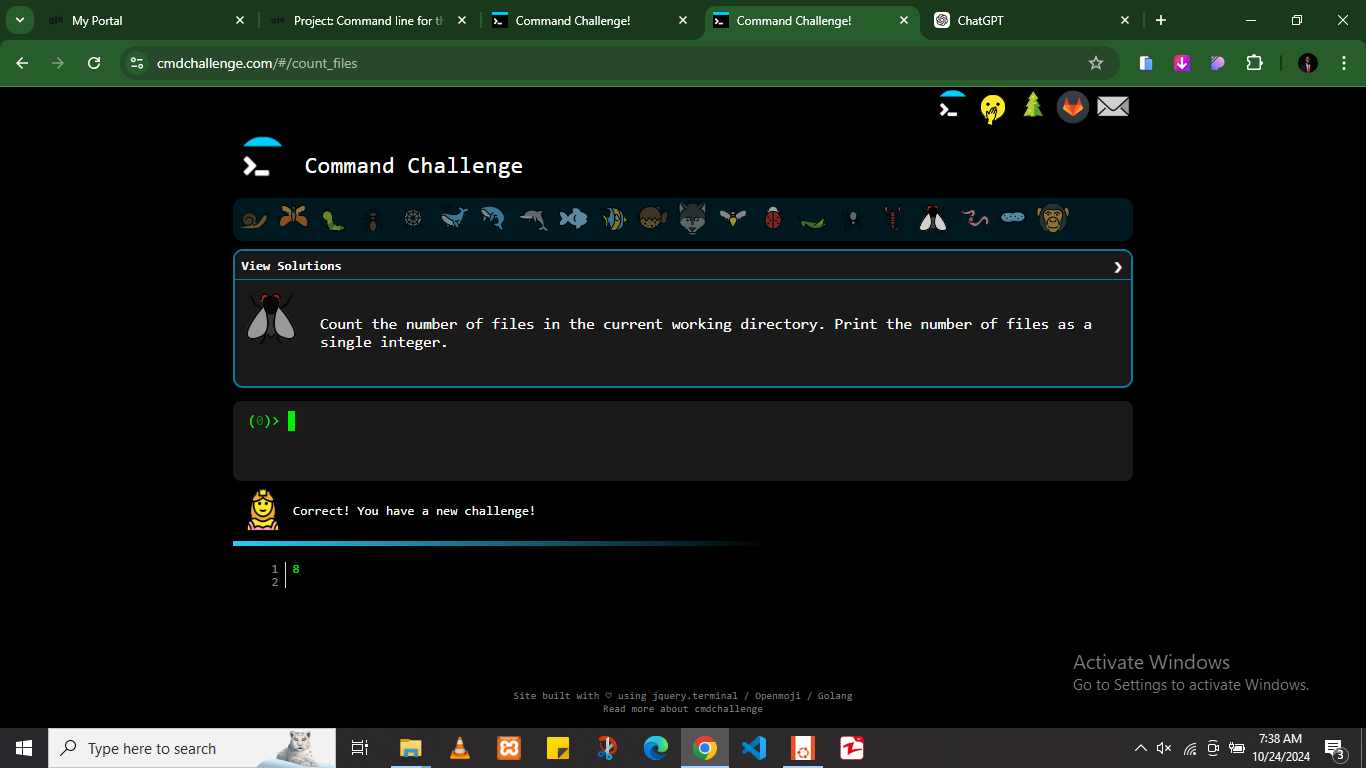 My Portal
Project: Command line for th
Command Challenge!
Command Challenge!
ChatGPT
cmdchallenge.com/#/count_files
Command Challenge
View Solutions
Count the number of files in the current working directory. Print the number of files as a
single integer.
(0)>
Correct! You have a new challenge!
1 8
2
Activate Windows
Go to Settings to activate Windows.
Site built with ♡ using jquery.terminal / Openmoji / Golang
Read more about cmdchallenge
Type here to search
7:38 AM
10/24/2024
3